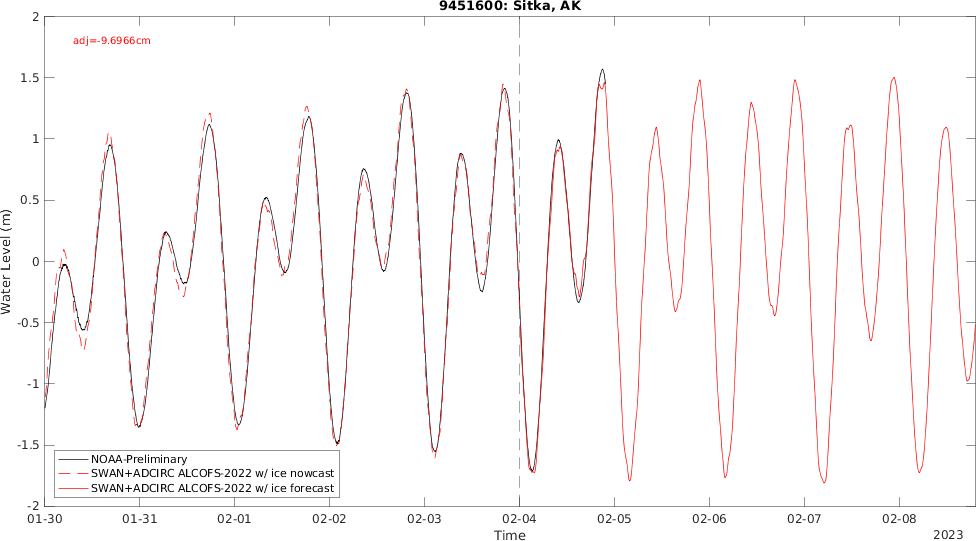 9451600: Sitka, AK
adj=-9.6966cm
2
1.5
1
0.5
0
-0.5
-1
-1.5
-2
Water Level (m)
NOAA-Preliminary
SWAN+ADCIRC ALCOFS-2022 w/ ice nowcast
SWAN+ADCIRC ALCOFS-2022 w/ ice forecast
01-30 01-31 02-01 02-02 02-03 02-04 02-05 02-06 02-07 02-08
Time
2023